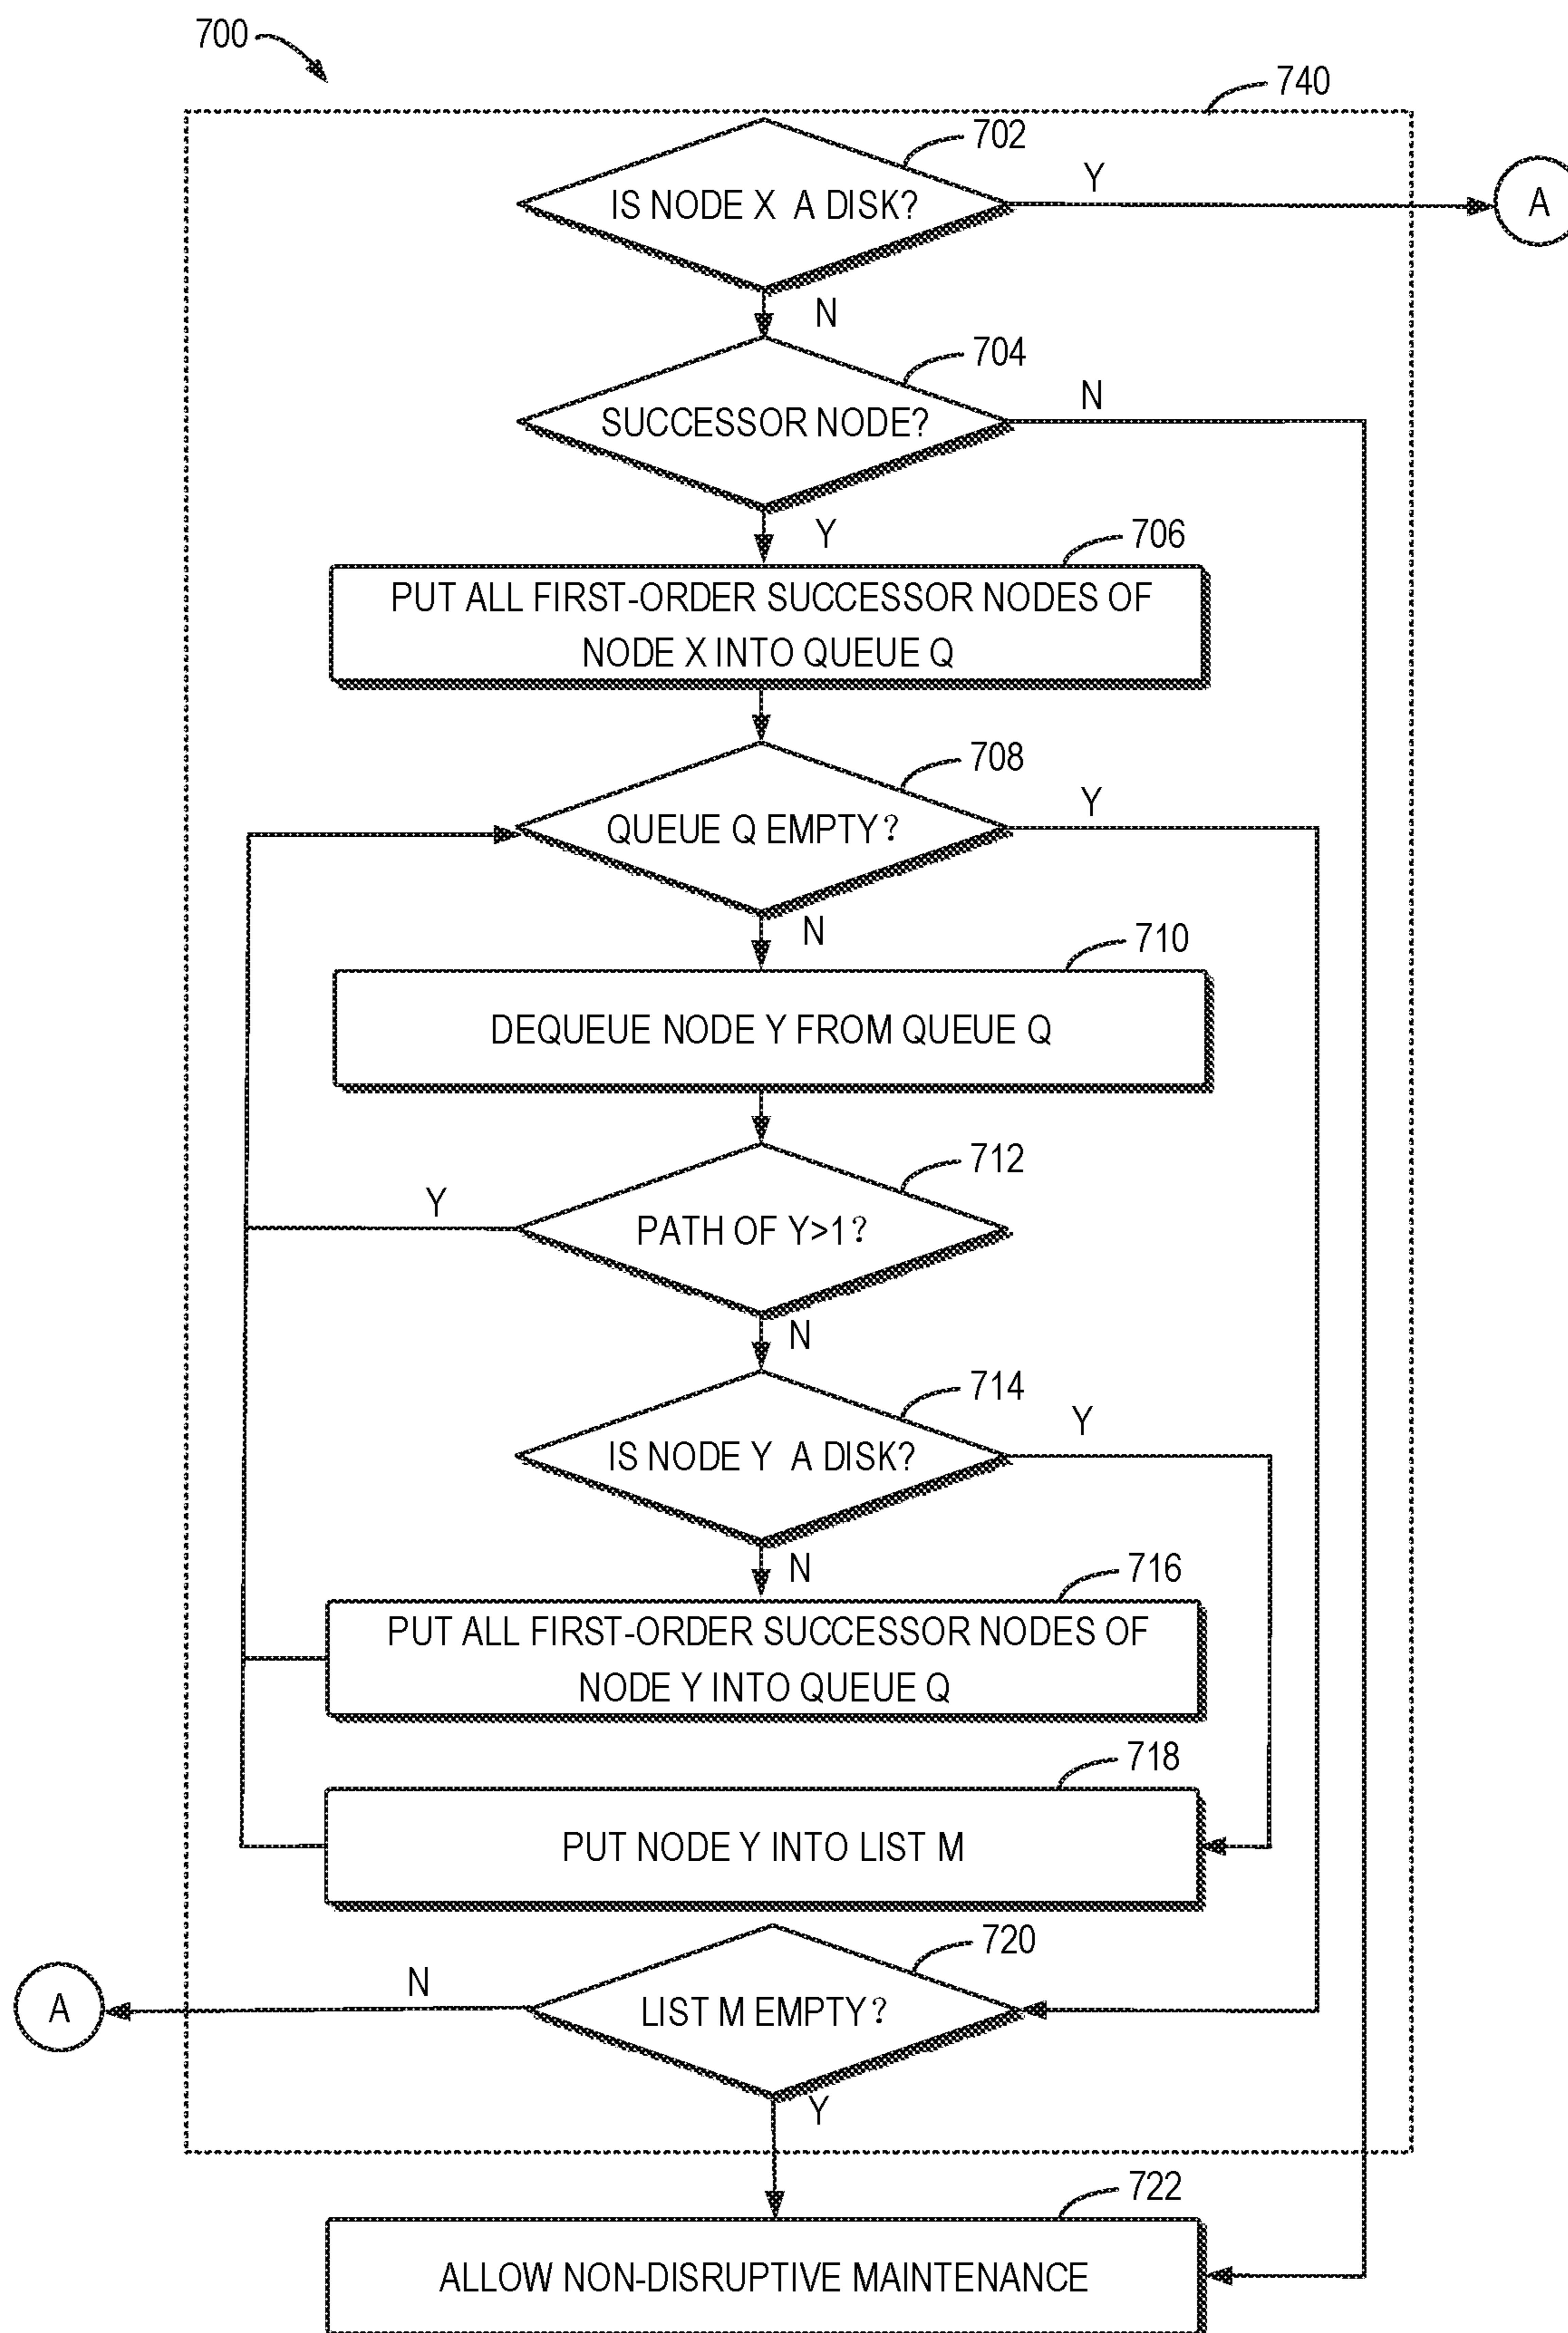 700
740
702
IS NODE X A DISK?
Y
A
N
704
SUCCESSOR NODE?
N
Y
706
PUT ALL FIRST-ORDER SUCCESSOR NODES OF
NODE X INTO QUEUE Q
708
QUEUE Q EMPTY?
Y
N
710
DEQUEUE NODE Y FROM QUEUE Q
712
Y
PATH OF Y>1?
N
714
IS NODE Y A DISK?
Y
N
716
PUT ALL FIRST-ORDER SUCCESSOR NODES OF
NODE Y INTO QUEUE Q
718
PUT NODE Y INTO LIST M
720
N
A
LIST M EMPTY?
Y
722
ALLOW NON-DISRUPTIVE MAINTENANCE